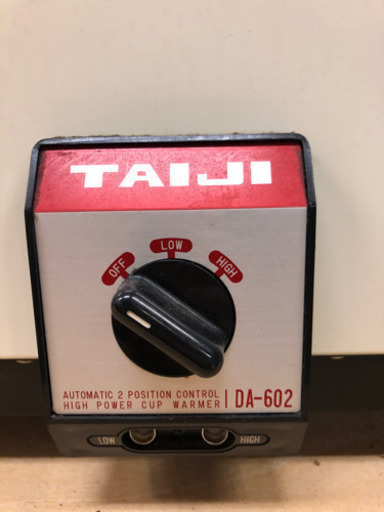 TAIJI
OFF
LOW
HIGH
AUTOMATIC 2 POSITION CONTROL
HIGH POWER CUP WARMER
DA-602
LOW
HIGH